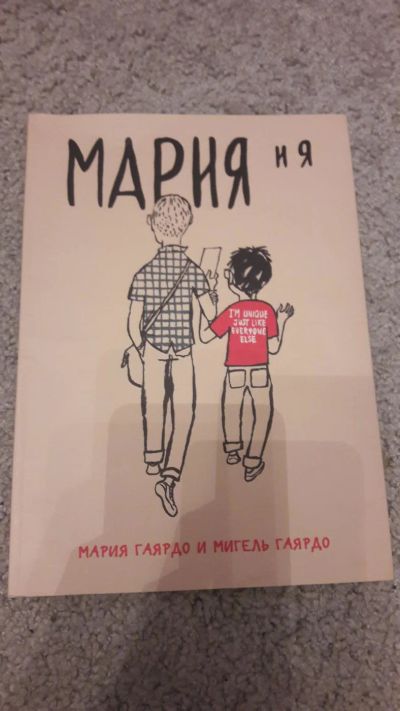 МАРИЯ И Я
I'M UNIQUE
JUST LIKE
EVERYONE
ELSE
МАРИЯ ГАЯРДО И МИГЕЛЬ ГАЯРДО